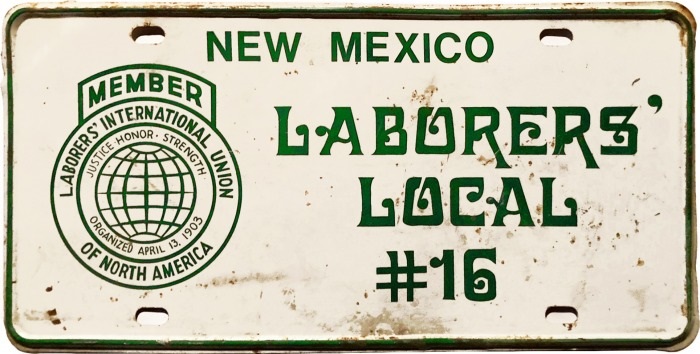 NEW MEXICO
MEMBER
LABORERS' INTERNATIONAL UNION
OF NORTH AMERICA
JUSTICE · HONOR · STRENGTH
ORGANIZED APRIL 13, 1903
LABORERS'
LOCAL
#16